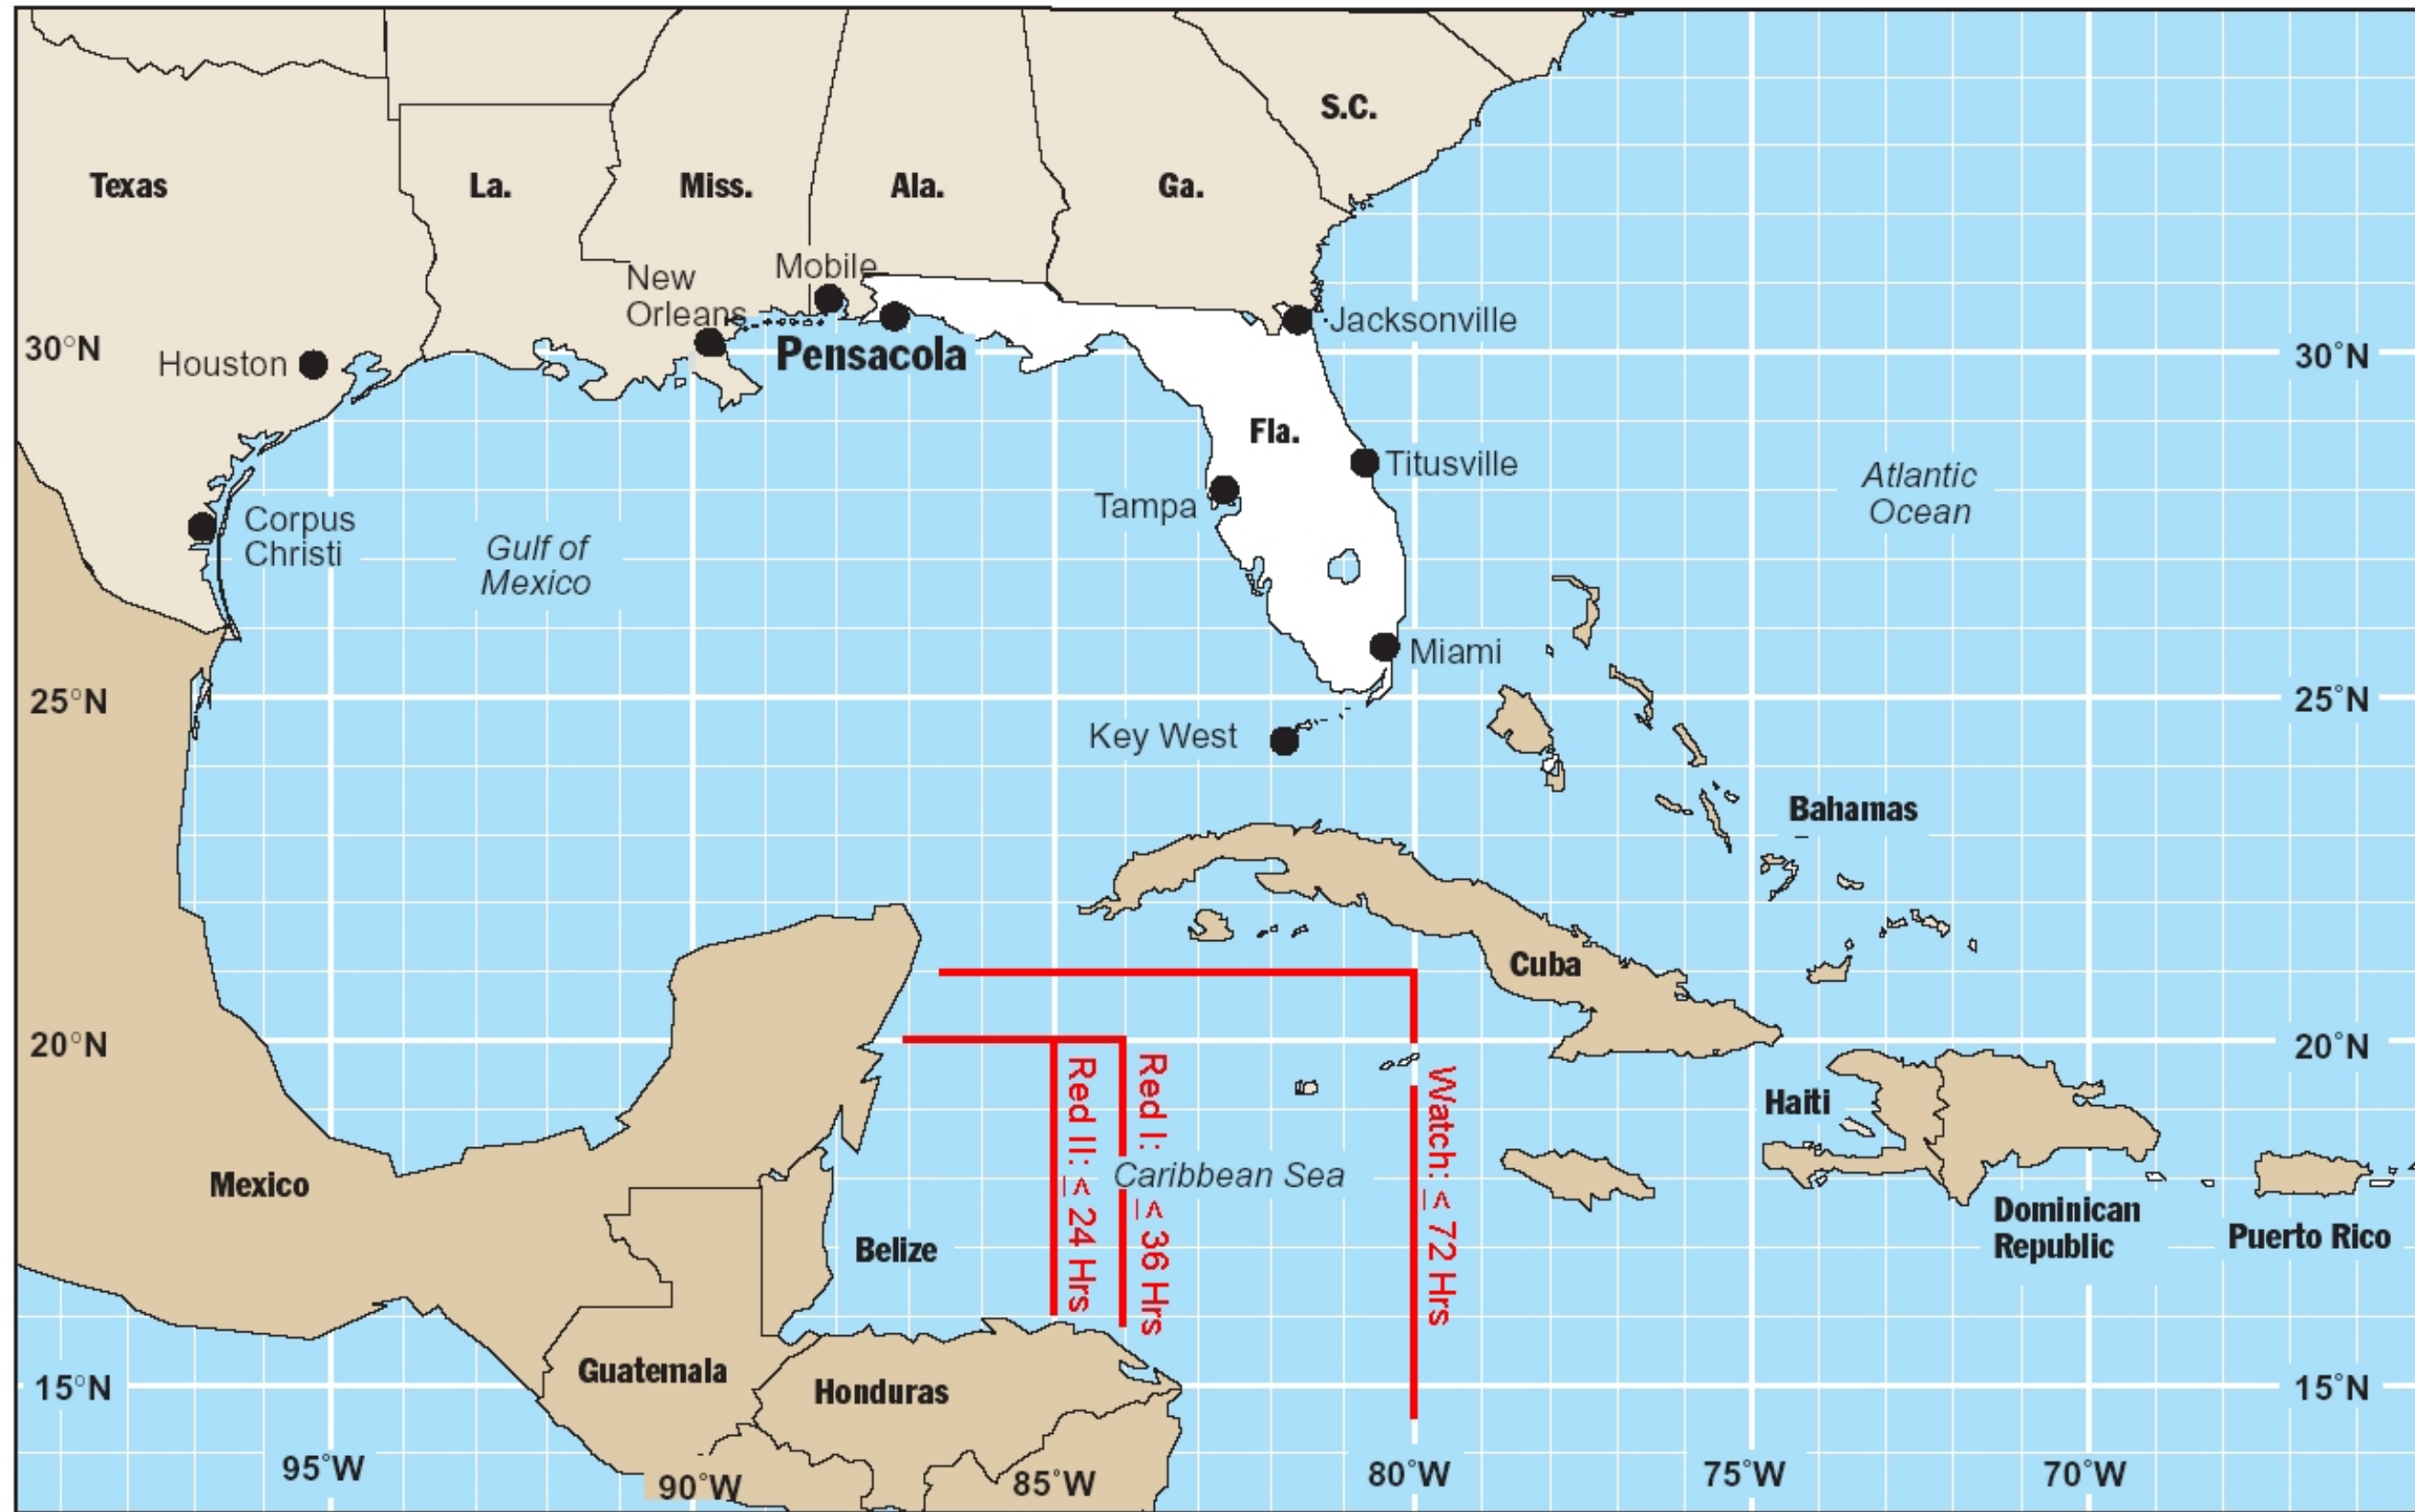 S.C.
Texas
La.
Miss.
Ala.
Ga.
New
Orleans
Mobile
Jacksonville
30°N
Houston
Pensacola
30°N
Fla.
Titusville
Tampa
Atlantic
Ocean
Corpus
Christi
Gulf of
Mexico
Miami
25°N
25°N
Key West
Bahamas
Cuba
20°N
20°N
Red II: < 24 Hrs
Red I: < 36 Hrs
Watch: < 72 Hrs
Haiti
Caribbean Sea
Mexico
Dominican
Republic
Puerto Rico
Belize
Guatemala
Honduras
15°N
15°N
95°W
90°W
85°W
80°W
75°W
70°W